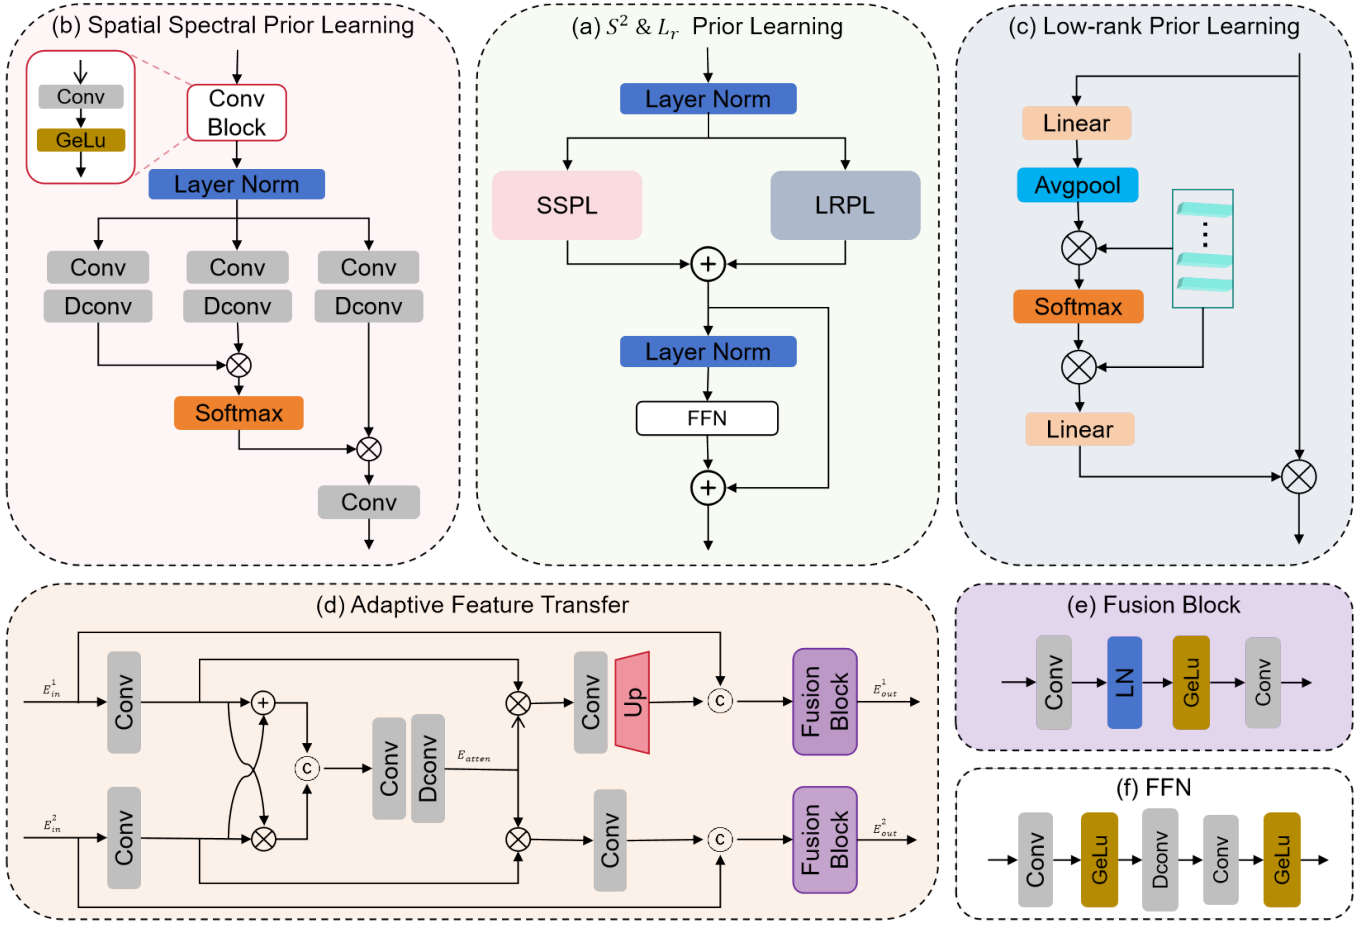 (b) Spatial Spectral Prior Learning
Conv
GeLu
Conv
Block
Layer Norm
Conv
Conv
Conv
Dconv
Dconv
Dconv
Softmax
Conv
(a) S² & Lᵣ Prior Learning
Layer Norm
SSPL
LRPL
Layer Norm
FFN
(c) Low-rank Prior Learning
Linear
Avgpool
...
Softmax
Linear
(d) Adaptive Feature Transfer
E¹ᵢₙ
Conv
E²ᵢₙ
Conv
C
Conv
Dconv
E_atten
Conv
Up
C
Fusion
Block
E¹ₒᵤₜ
Conv
C
Fusion
Block
E²ₒᵤₜ
(e) Fusion Block
Conv
LN
GeLu
Conv
(f) FFN
Conv
GeLu
Dconv
Conv
GeLu